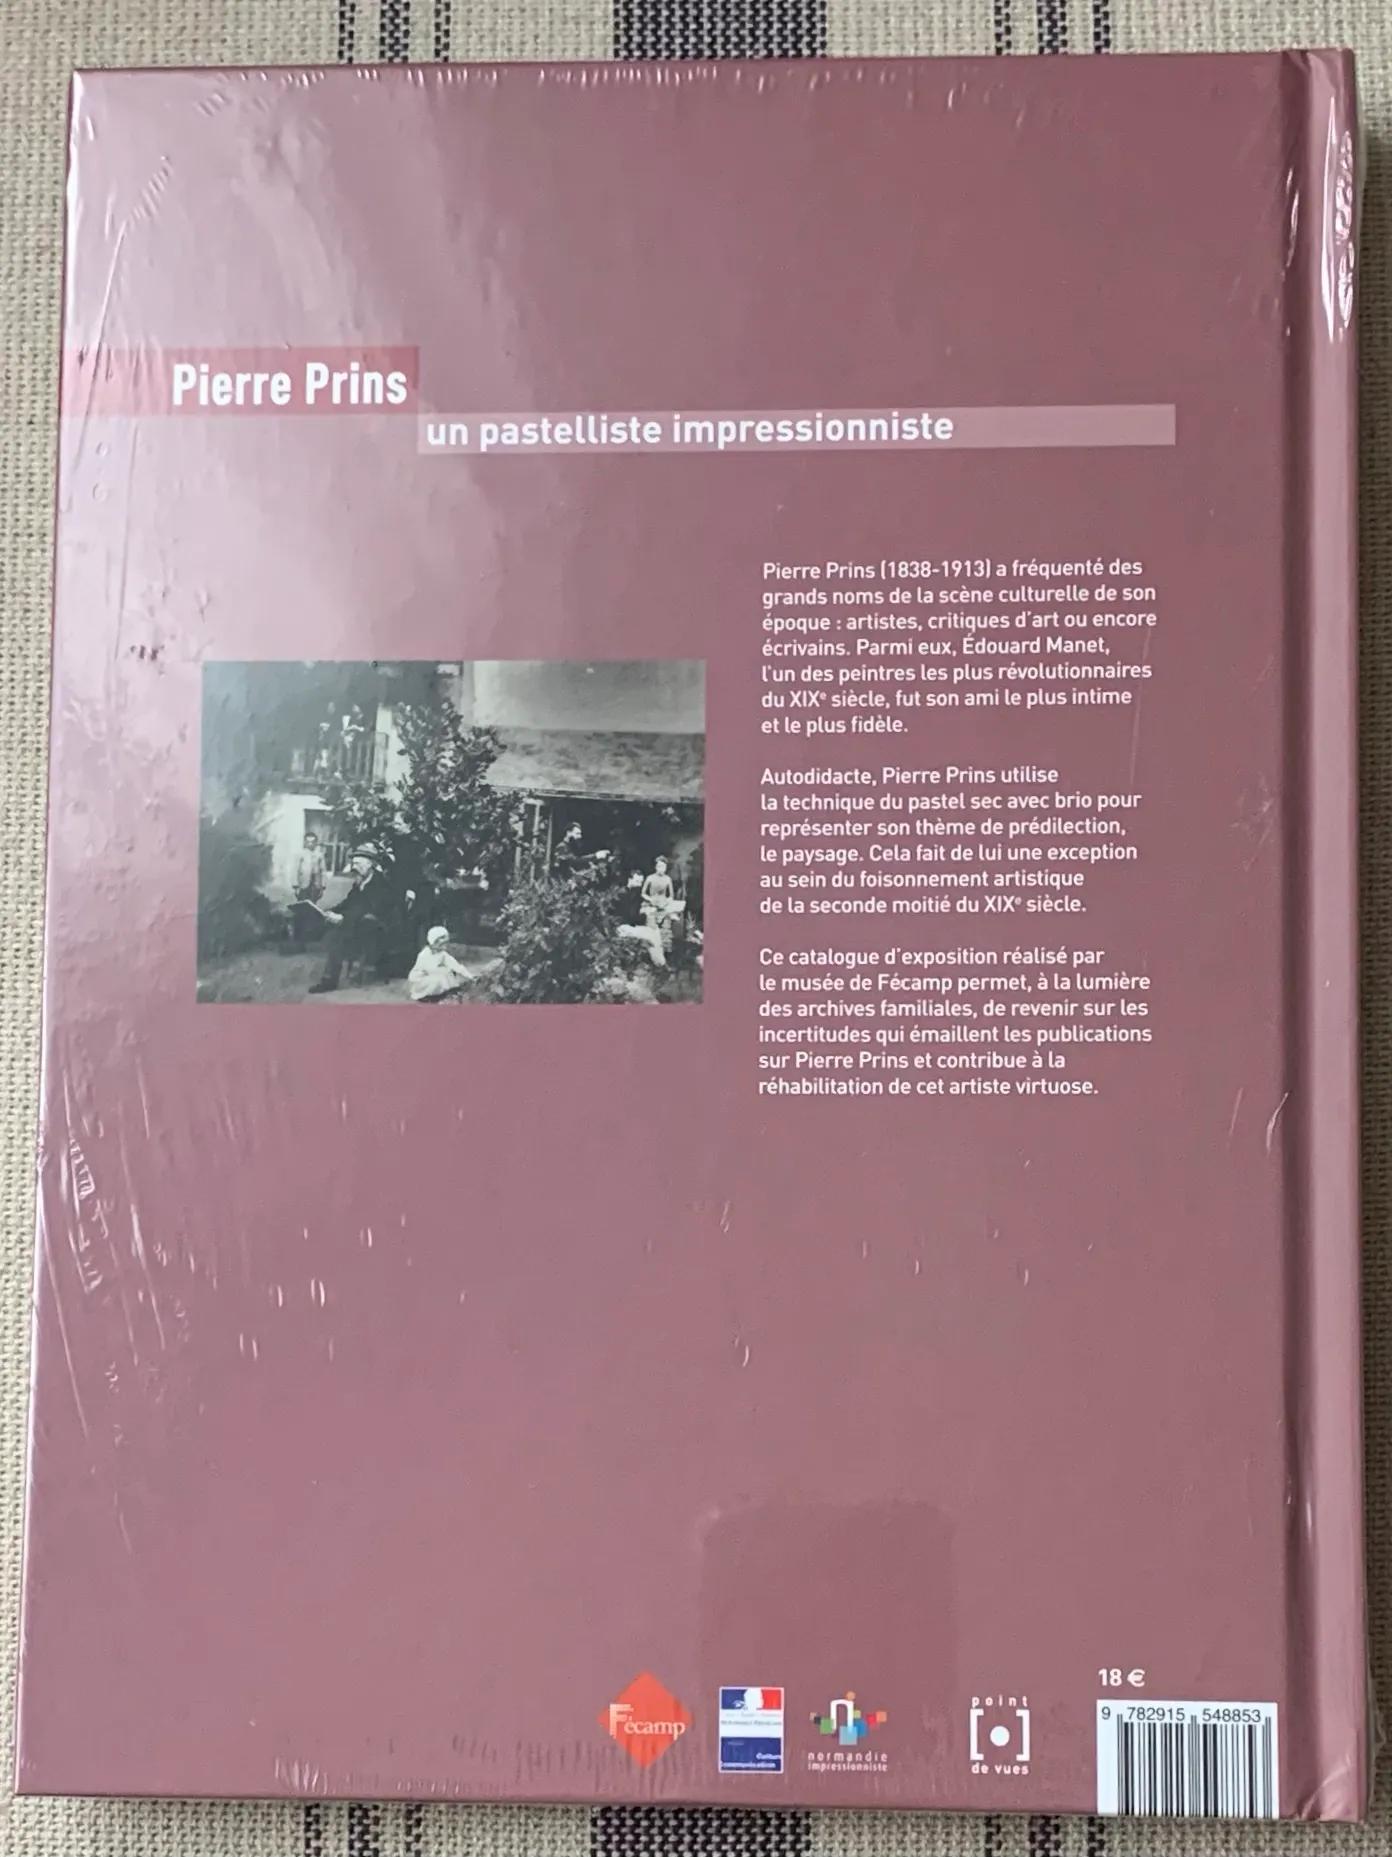 Pierre Prins
un pastelliste impressionniste
Pierre Prins (1838-1913) a fréquenté des
grands noms de la scène culturelle de son
époque : artistes, critiques d'art ou encore
écrivains. Parmi eux, Édouard Manet,
l'un des peintres les plus révolutionnaires
du XIXe siècle, fut son ami le plus intime
et le plus fidèle.
Autodidacte, Pierre Prins utilise
la technique du pastel sec avec brio pour
représenter son thème de prédilection,
le paysage. Cela fait de lui une exception
au sein du foisonnement artistique
de la seconde moitié du XIXe siècle.
Ce catalogue d'exposition réalisé par
le musée de Fécamp permet, à la lumière
des archives familiales, de revenir sur les
incertitudes qui émaillent les publications
sur Pierre Prins et contribue à la
réhabilitation de cet artiste virtuose.
Fécamp
Culture
Communication
n
normandie
impressionniste
point
[•]
de vues
18 €
9 782915 548853